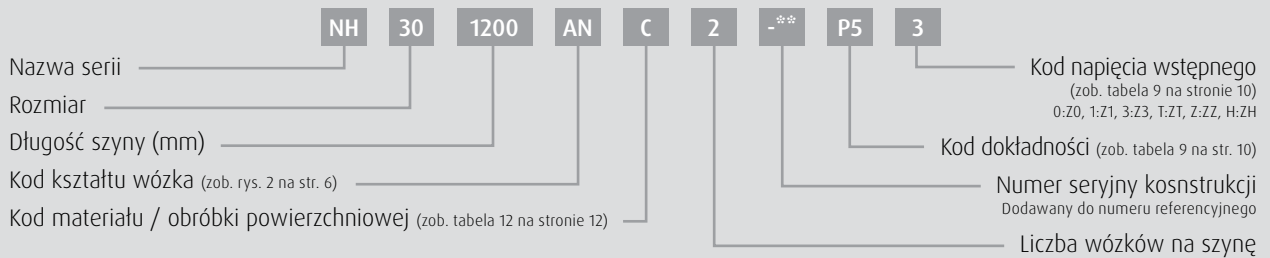 NH 30 1200 AN C 2 -** P5 3
Nazwa serii
Rozmiar
Długość szyny (mm)
Kod kształtu wózka (zob. rys. 2 na str. 6)
Kod materiału / obróbki powierzchniowej (zob. tabela 12 na stronie 12)
Kod napięcia wstępnego
(zob. tabela 9 na stronie 10)
0:Z0, 1:Z1, 3:Z3, T:ZT, Z:ZZ, H:ZH
Kod dokładności (zob. tabela 9 na str. 10)
Numer seryjny kosnstrukcji
Dodawany do numeru referencyjnego
Liczba wózków na szynę